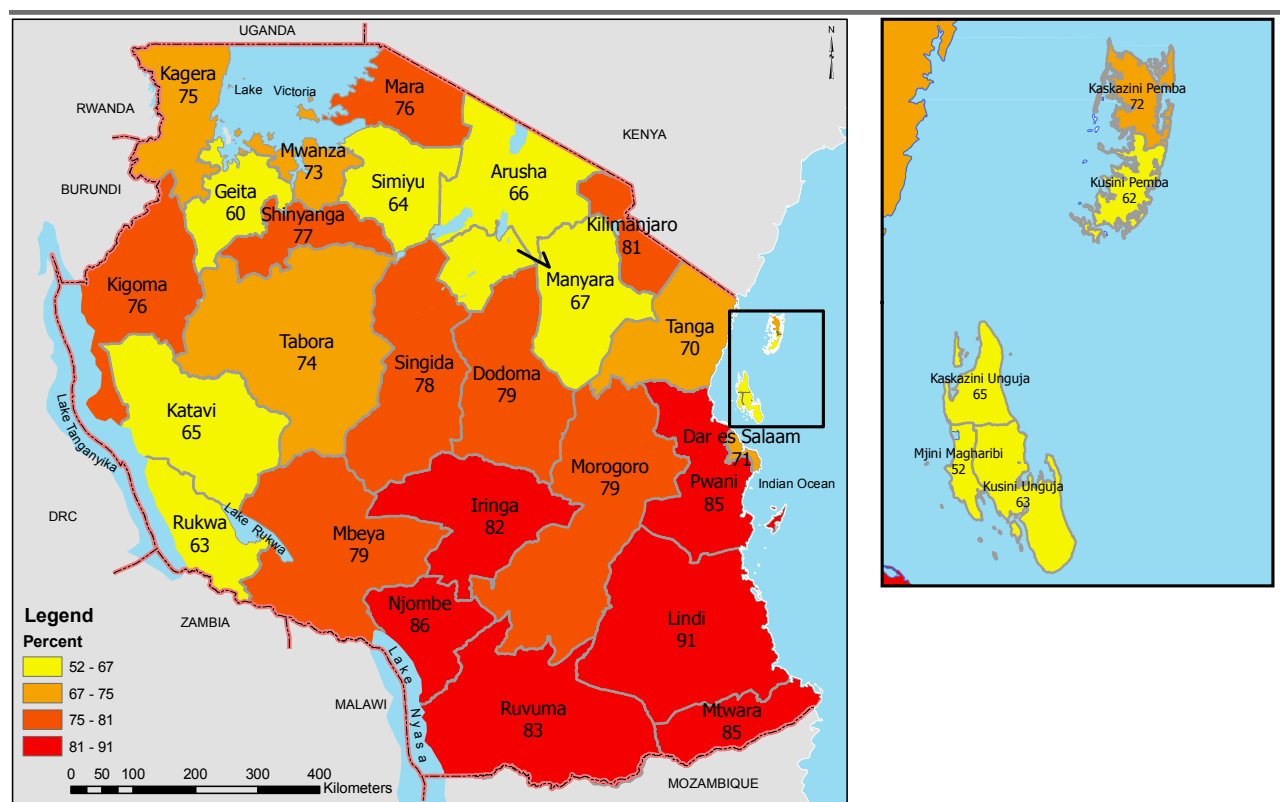 UGANDA
N
Kagera
75
Lake Victoria
Mara
76
RWANDA
KENYA
Mwanza
73
BURUNDI
Geita
60
Simiyu
64
Arusha
66
Shinyanga
77
Kilimanjaro
81
Kigoma
76
Manyara
67
Tabora
74
Singida
78
Dodoma
79
Tanga
70
Katavi
65
Lake Tanganyika
Dar es Salaam
71
Morogoro
79
Pwani
85
Indian Ocean
DRC
Rukwa
63
Lake Rukwa
Mbeya
79
Iringa
82
Njombe
86
Lindi
91
ZAMBIA
Lake Nyasa
MALAWI
Ruvuma
83
Mtwara
85
MOZAMBIQUE
Legend
Percent
52 - 67
67 - 75
75 - 81
81 - 91
0 50 100 200 300 400
Kilometers
Kaskazini Pemba
72
Kusini Pemba
62
Kaskazini Unguja
65
Mjini Magharibi
52
Kusini Unguja
63